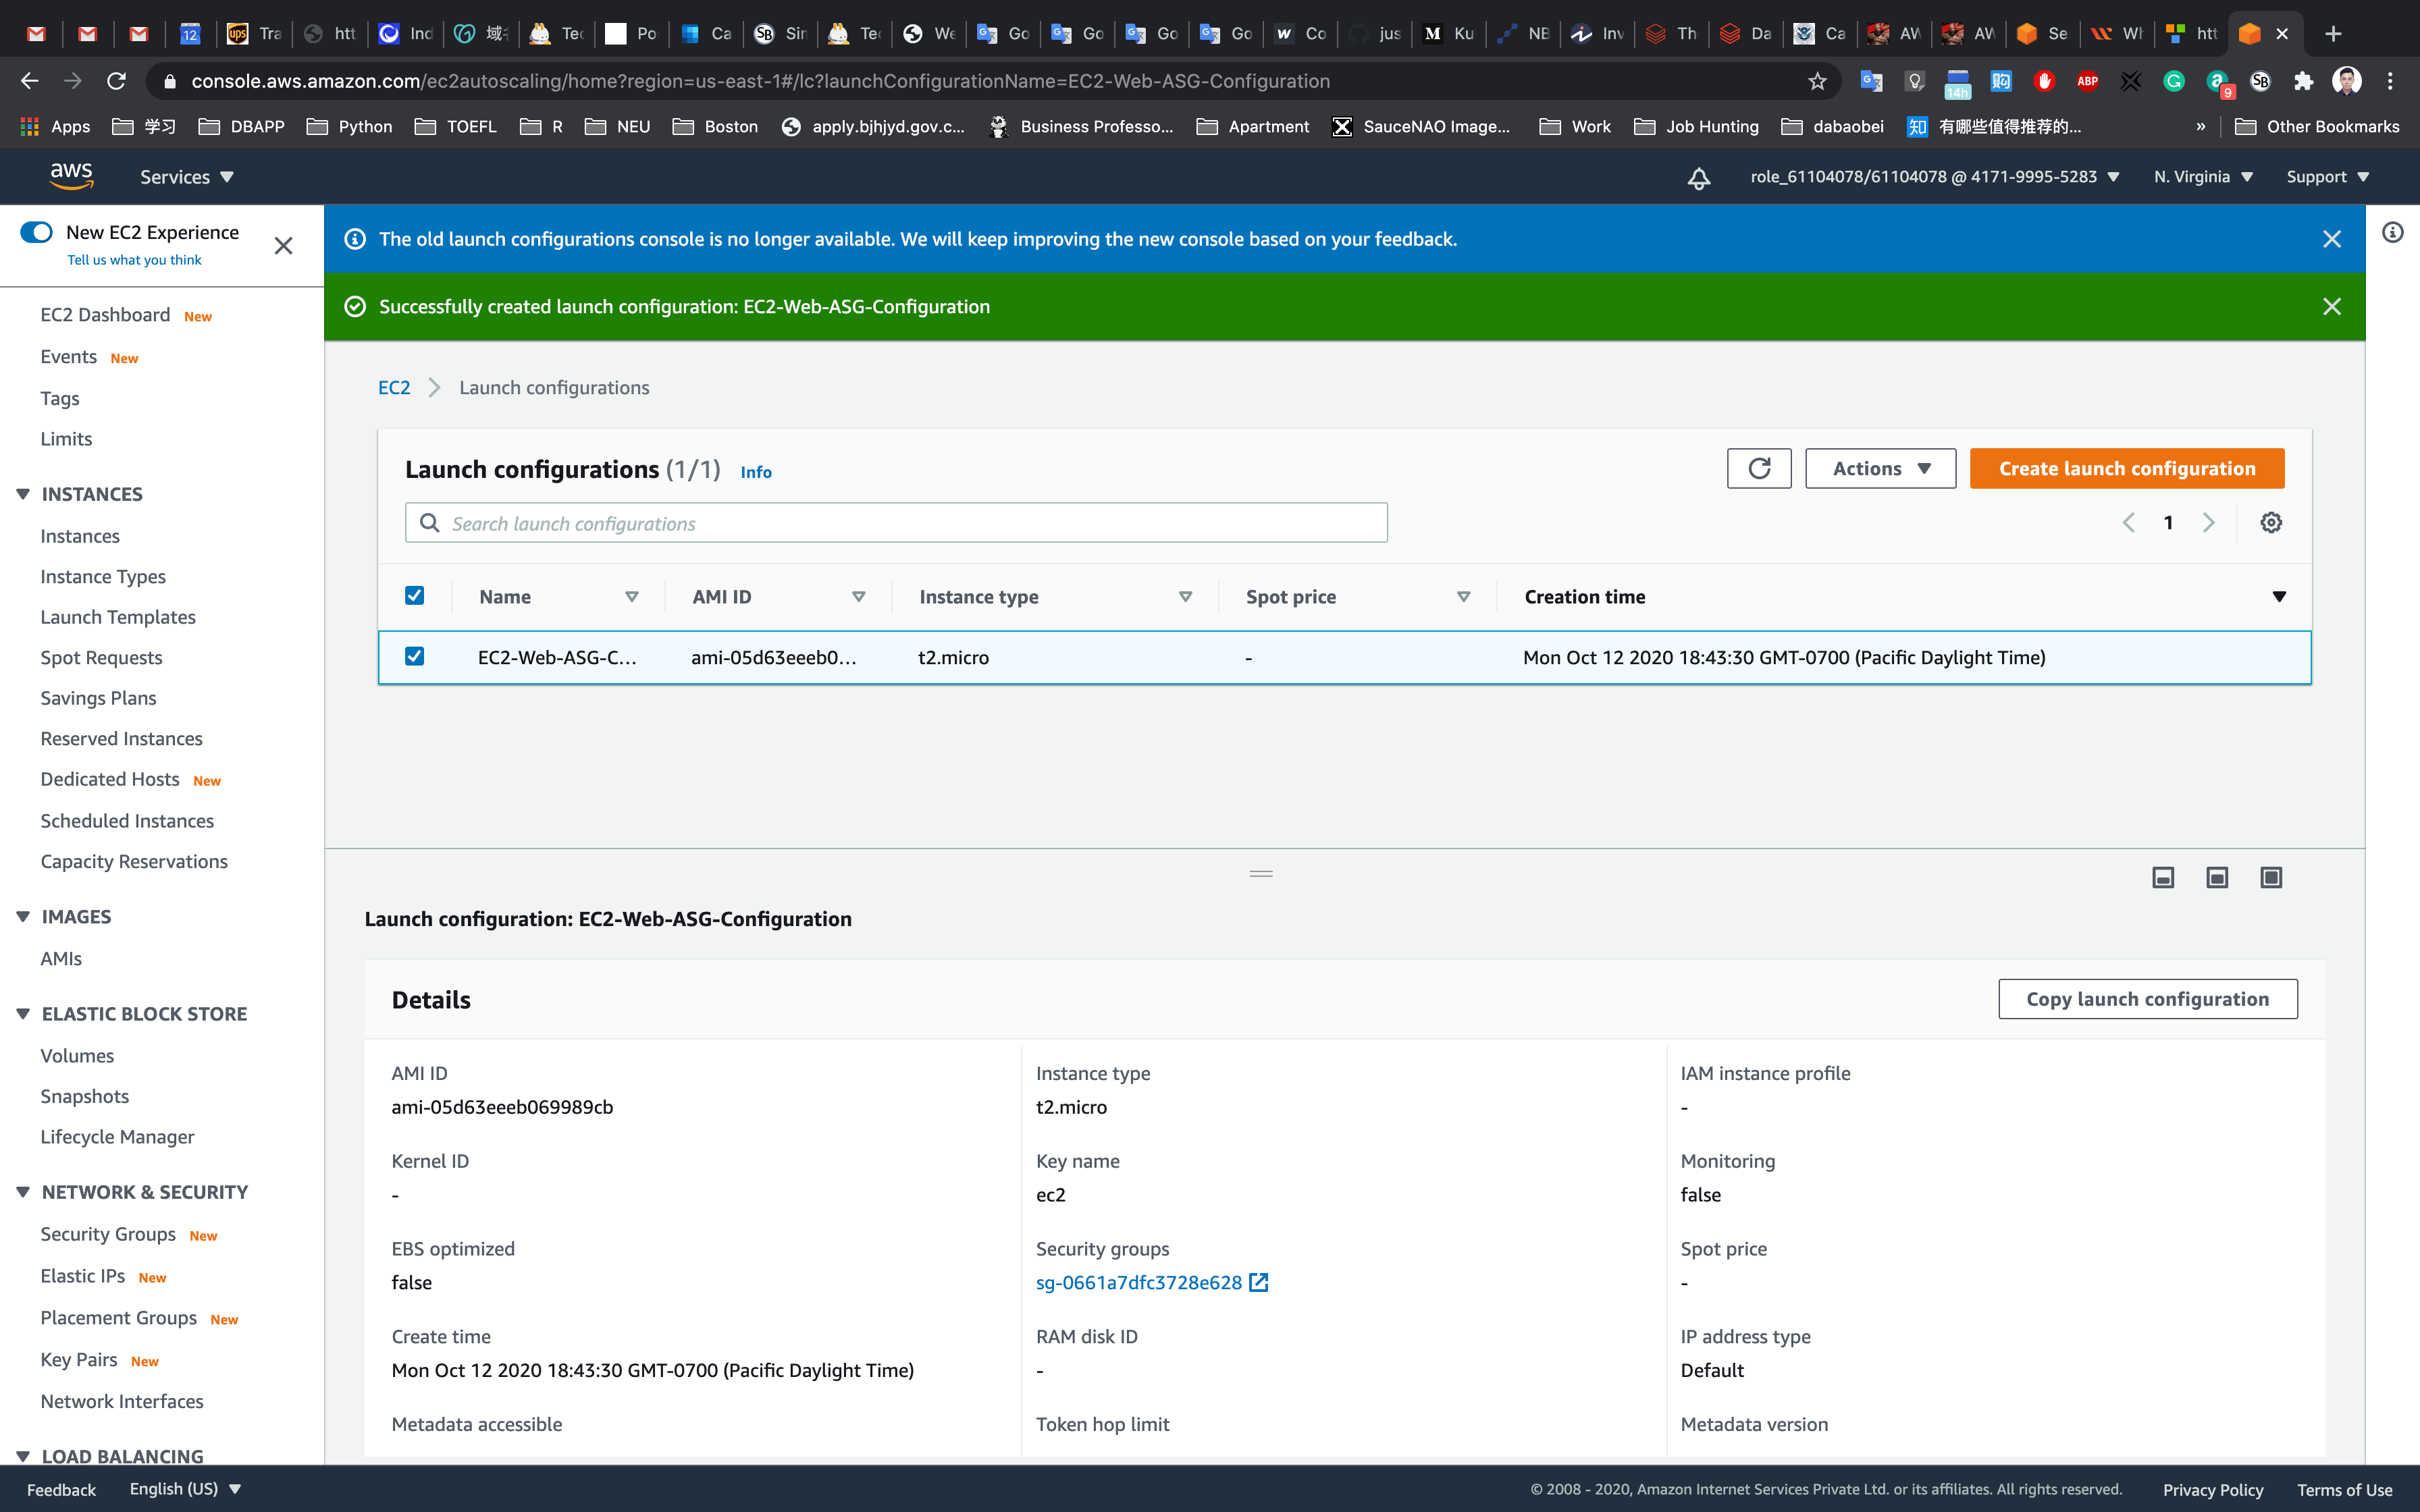 12 Tra htt Ind 域 Tec Po Ca Sin Tec We Go Go Go Go Co jus Ku NB Inv Th Da Ca AW AW Se Wh htt
console.aws.amazon.com/ec2autoscaling/home?region=us-east-1#/lc?launchConfigurationName=EC2-Web-ASG-Configuration
14h ABP 9
Apps 学习 DBAPP Python TOEFL R NEU Boston apply.bjhjyd.gov.c... Business Professo... Apartment SauceNAO Image... Work Job Hunting dabaobei 知 有哪些值得推荐的... » Other Bookmarks
aws Services role_61104078/61104078 @ 4171-9995-5283 N. Virginia Support
New EC2 Experience
Tell us what you think
The old launch configurations console is no longer available. We will keep improving the new console based on your feedback.
Successfully created launch configuration: EC2-Web-ASG-Configuration
EC2 Dashboard New
Events New
Tags
Limits
INSTANCES
Instances
Instance Types
Launch Templates
Spot Requests
Savings Plans
Reserved Instances
Dedicated Hosts New
Scheduled Instances
Capacity Reservations
IMAGES
AMIs
ELASTIC BLOCK STORE
Volumes
Snapshots
Lifecycle Manager
NETWORK & SECURITY
Security Groups New
Elastic IPs New
Placement Groups New
Key Pairs New
Network Interfaces
LOAD BALANCING
EC2 > Launch configurations
Launch configurations (1/1) Info
Actions
Create launch configuration
Search launch configurations
1
Name AMI ID Instance type Spot price Creation time
EC2-Web-ASG-C... ami-05d63eeeb0... t2.micro - Mon Oct 12 2020 18:43:30 GMT-0700 (Pacific Daylight Time)
Launch configuration: EC2-Web-ASG-Configuration
Details
Copy launch configuration
AMI ID
ami-05d63eeeb069989cb
Instance type
t2.micro
IAM instance profile
-
Kernel ID
-
Key name
ec2
Monitoring
false
EBS optimized
false
Security groups
sg-0661a7dfc3728e628
Spot price
-
Create time
Mon Oct 12 2020 18:43:30 GMT-0700 (Pacific Daylight Time)
RAM disk ID
-
IP address type
Default
Metadata accessible
Token hop limit
Metadata version
Feedback English (US) © 2008 - 2020, Amazon Internet Services Private Ltd. or its affiliates. All rights reserved. Privacy Policy Terms of Use